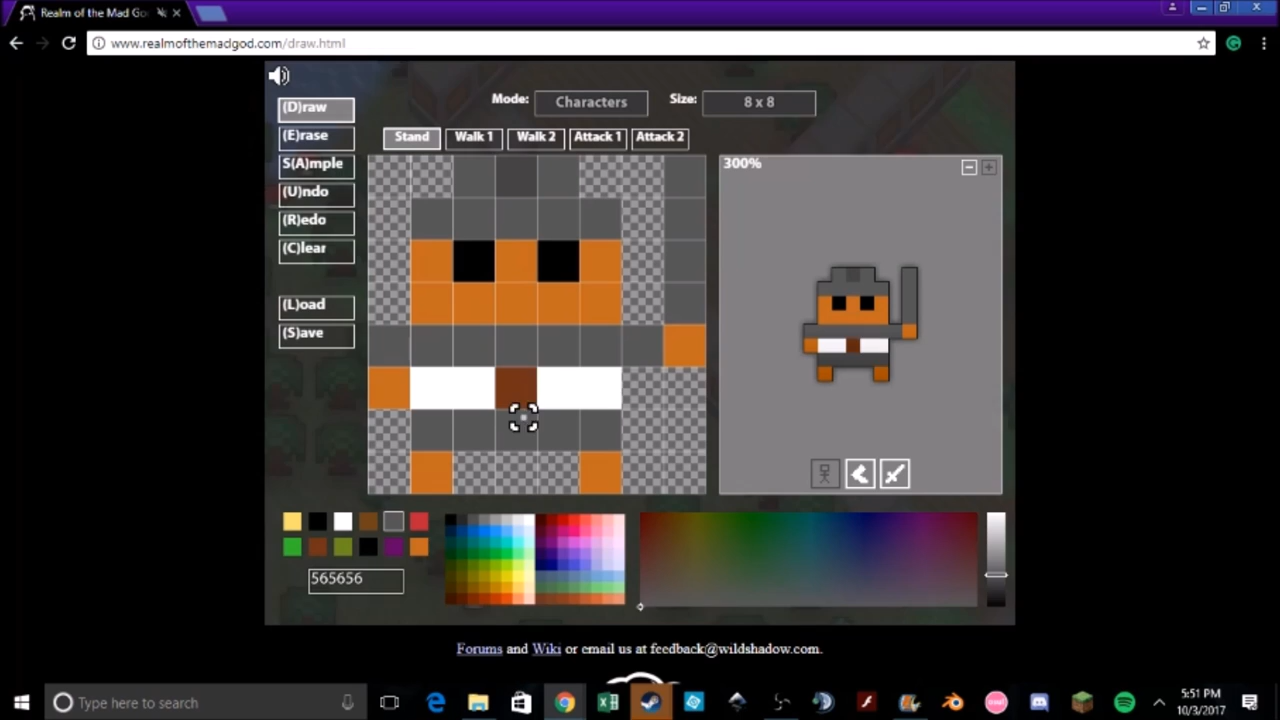 Realm of the Mad Go
www.realmofthemadgod.com/draw.html
Mode: Characters Size: 8 x 8
(D)raw
(E)rase
S(A)mple
(U)ndo
(R)edo
(C)lear
(L)oad
(S)ave
Stand Walk 1 Walk 2 Attack 1 Attack 2
300%
565656
Forums and Wiki or email us at feedback@wildshadow.com.
Type here to search
5:51 PM
10/3/2017